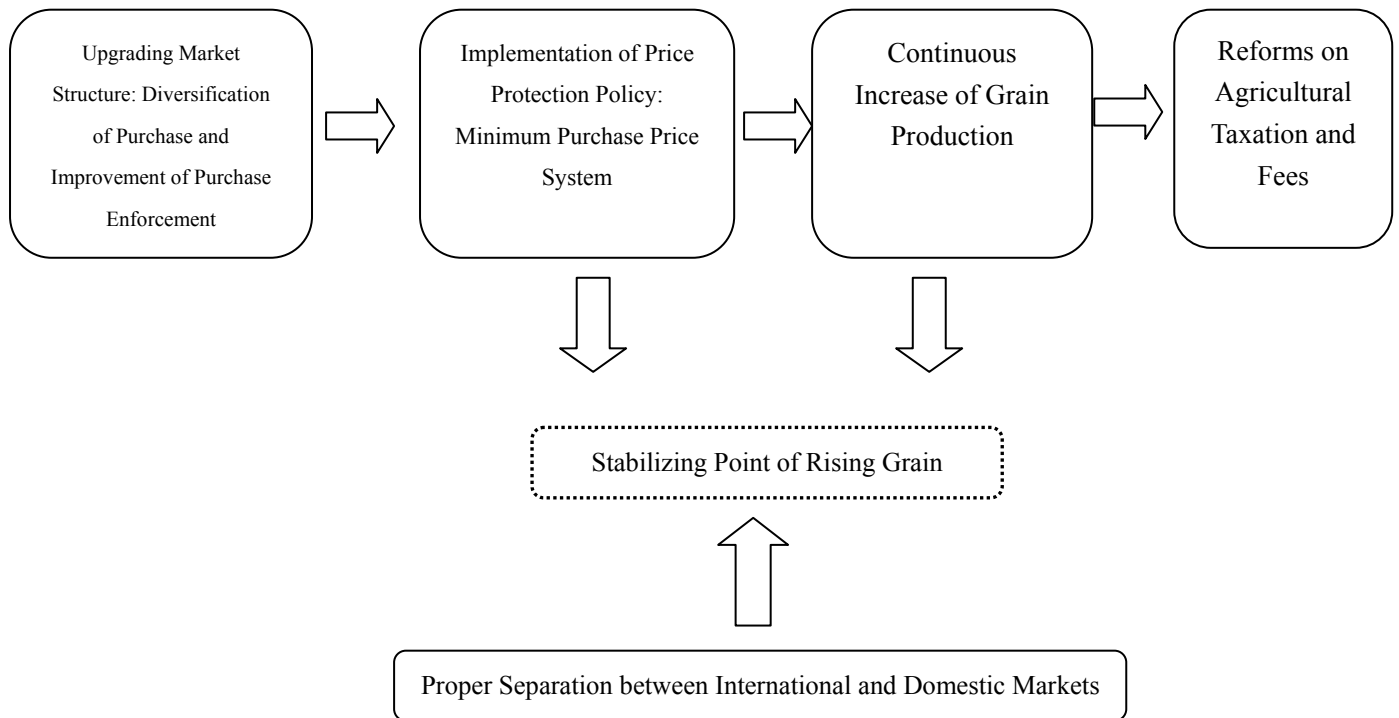 Upgrading Market
Structure: Diversification
of Purchase and
Improvement of Purchase
Enforcement
Implementation of Price
Protection Policy:
Minimum Purchase Price
System
Continuous
Increase of Grain
Production
Reforms on
Agricultural
Taxation and
Fees
Stabilizing Point of Rising Grain
Proper Separation between International and Domestic Markets